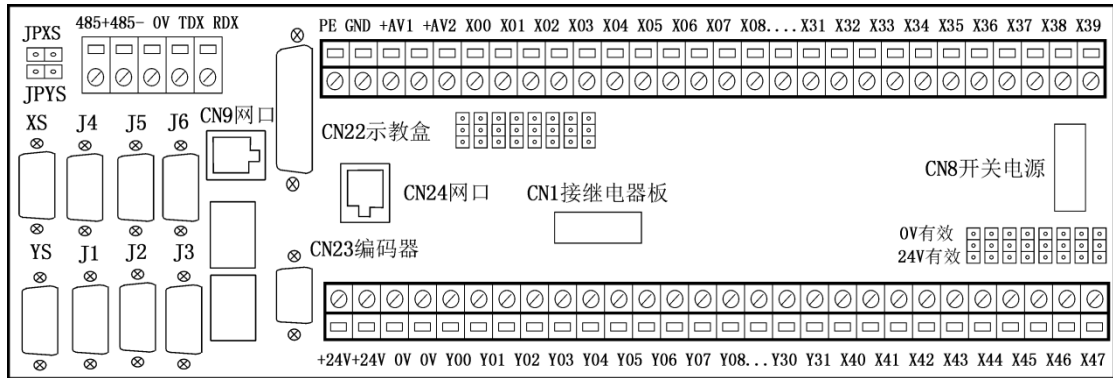 485+485- 0V TDX RDX
PE GND +AV1 +AV2 X00 X01 X02 X03 X04 X05 X06 X07 X08....X31 X32 X33 X34 X35 X36 X37 X38 X39
JPXS
JPYS
XS J4 J5 J6 CN9网口
CN22示教盒
CN8开关电源
CN24网口 CN1接继电器板
0V有效
24V有效
YS J1 J2 J3 CN23编码器
+24V+24V 0V 0V Y00 Y01 Y02 Y03 Y04 Y05 Y06 Y07 Y08...Y30 Y31 X40 X41 X42 X43 X44 X45 X46 X47